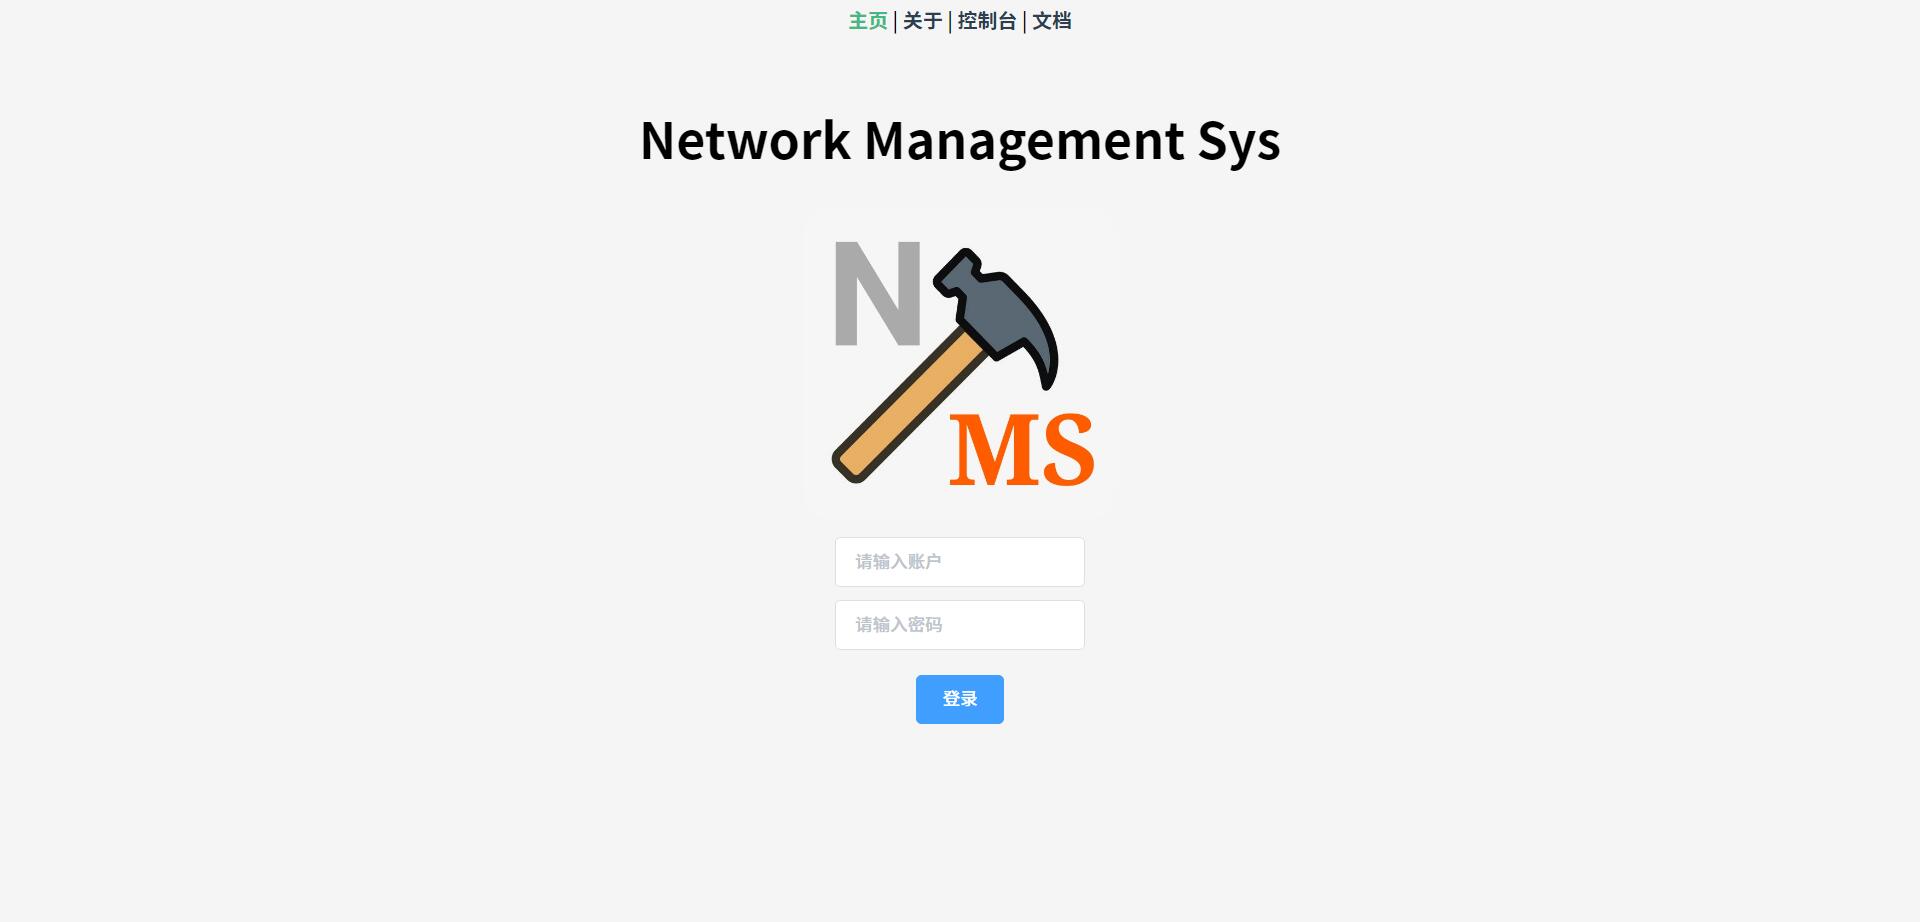 主页 | 关于 | 控制台 | 文档
Network Management Sys
N
MS
请输入账户
请输入密码
登录